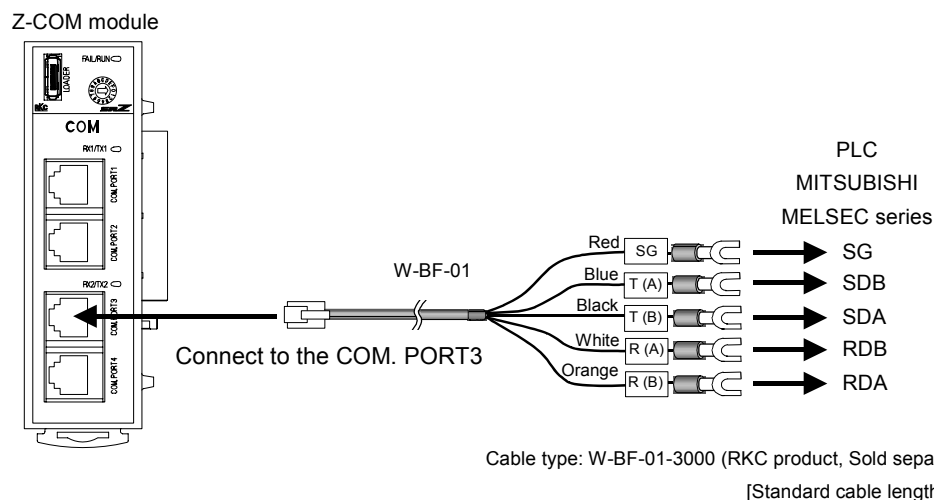 Z-COM module
FAIL/RUN
LOADER
RKC
COM
RX1/TX1
COM.PORT1
COM.PORT2
RX2/TX2
COM.PORT3
COM.PORT4
Connect to the COM. PORT3
W-BF-01
PLC
MITSUBISHI
MELSEC series
Red SG SG
Blue T (A) SDB
Black T (B) SDA
White R (A) RDB
Orange R (B) RDA
Cable type: W-BF-01-3000 (RKC product, Sold sepa
[Standard cable length